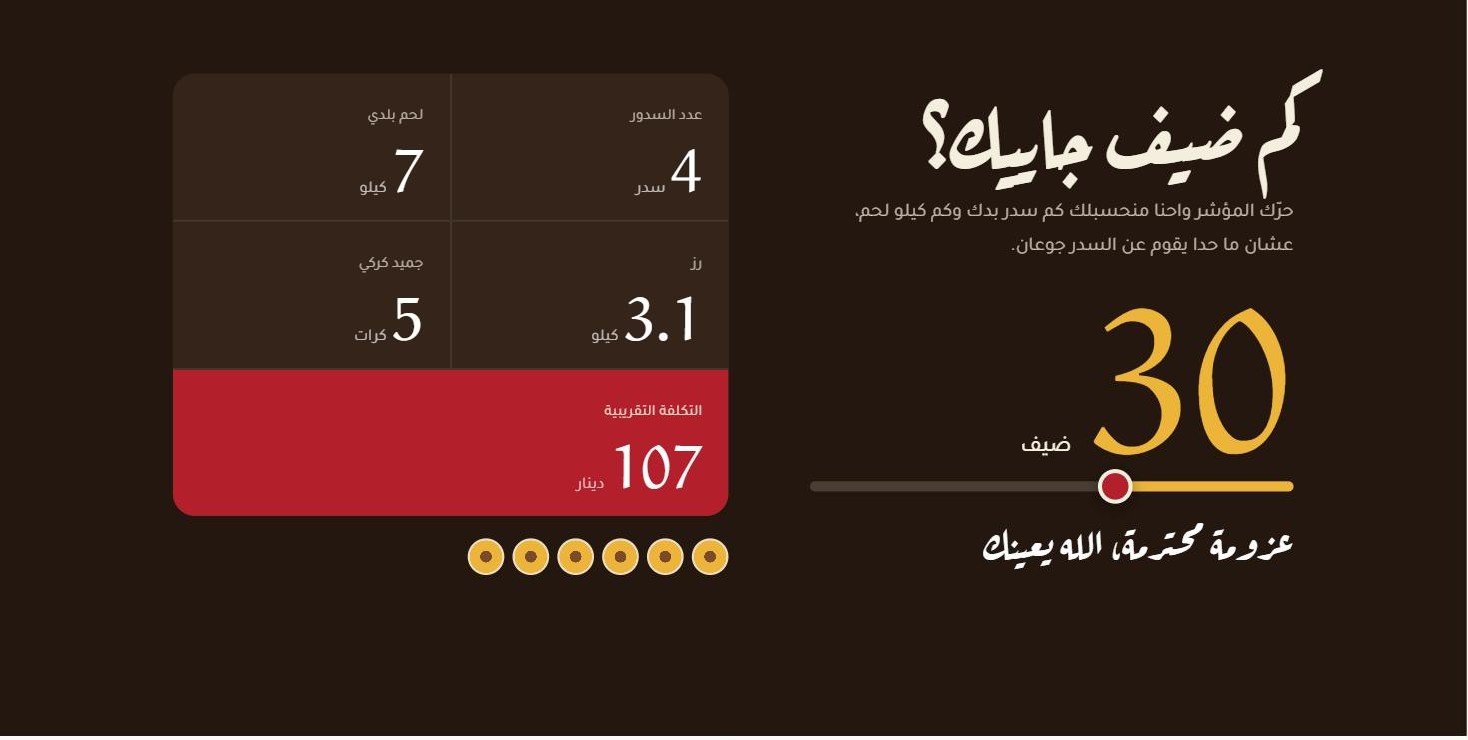 كم ضيف جاييك؟
حرّك المؤشر واحنا منحسبلك كم سدر بدك وكم كيلو لحم،
عشان ما حدا يقوم عن السدر جوعان.
30 ضيف
عزومة محترمة، الله يعينك
عدد السدور
4 سدر
لحم بلدي
7 كيلو
رز
3.1 كيلو
جميد كركي
5 كرات
التكلفة التقريبية
107 دينار